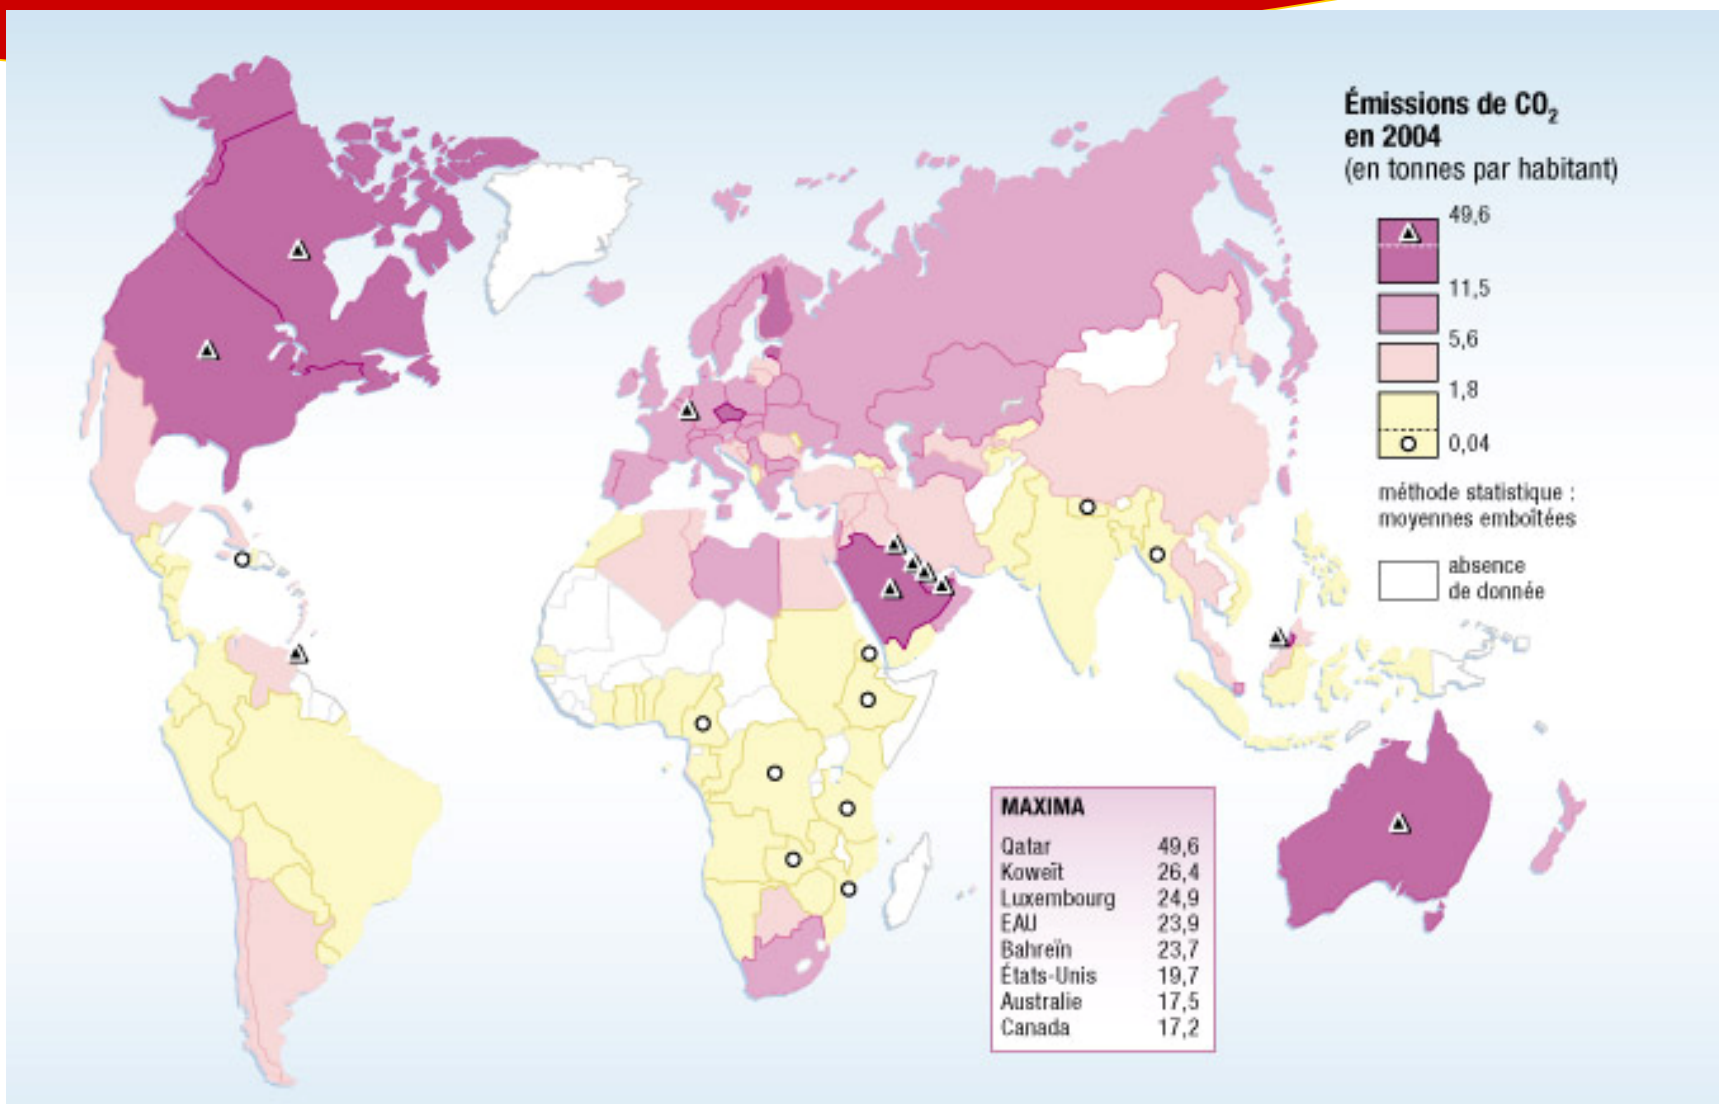 Émissions de CO₂
en 2004
(en tonnes par habitant)
49,6
11,5
5,6
1,8
0,04
méthode statistique :
moyennes emboîtées
absence
de donnée
MAXIMA
Qatar 49,6
Koweït 26,4
Luxembourg 24,9
EAU 23,9
Bahreïn 23,7
États-Unis 19,7
Australie 17,5
Canada 17,2